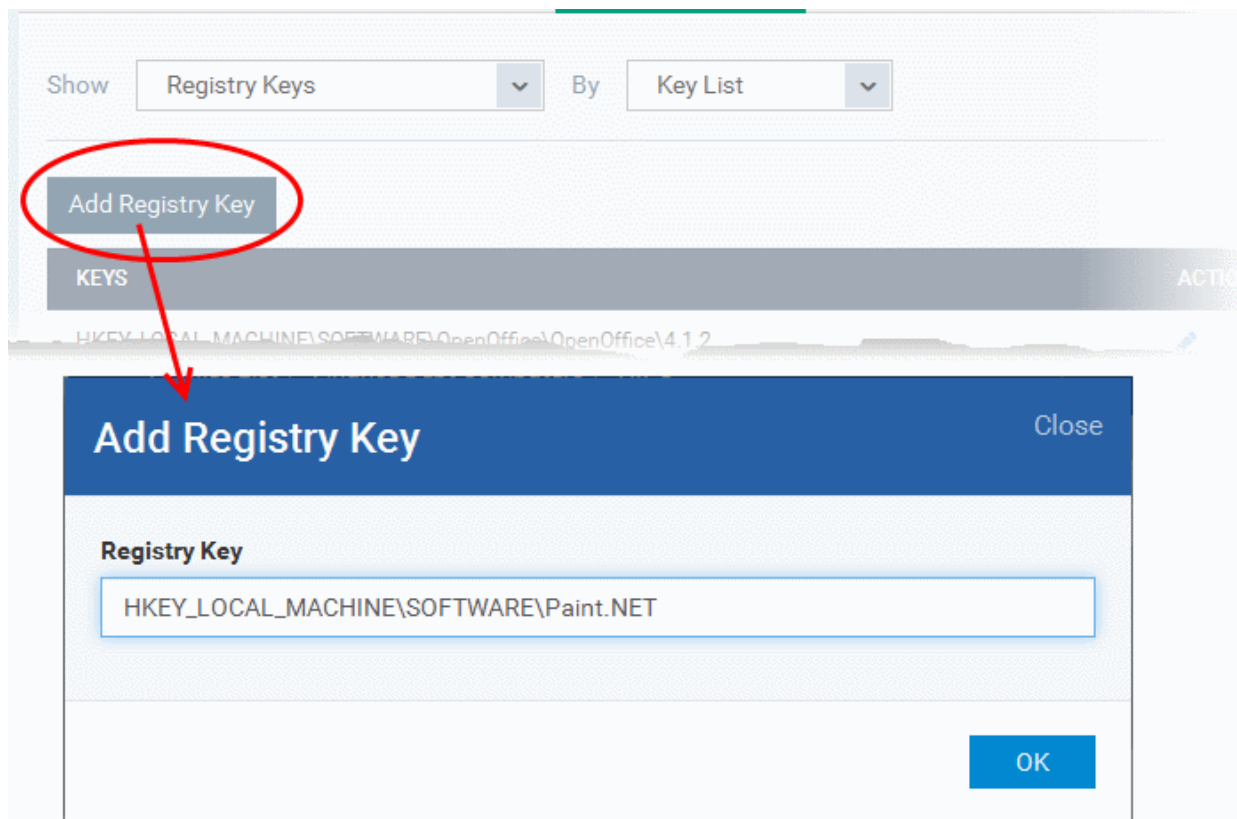 Show Registry Keys By Key List
Add Registry Key
KEYS ACTIO
HKEY_LOCAL_MACHINE\SOFTWARE\OpenOffice\OpenOffice\4.1.2
Add Registry Key Close
Registry Key
HKEY_LOCAL_MACHINE\SOFTWARE\Paint.NET
OK